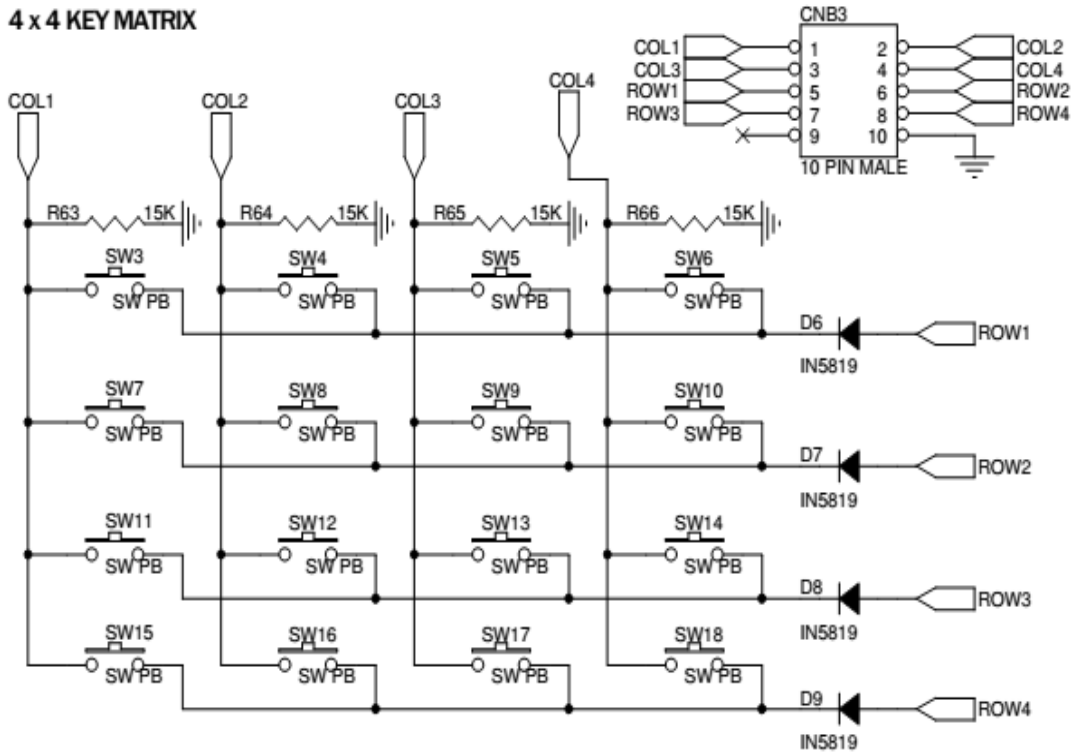 4 x 4 KEY MATRIX
CNB3
COL1 1 2 COL2
COL3 3 4 COL4
ROW1 5 6 ROW2
ROW3 7 8 ROW4
9 10
10 PIN MALE
COL1 COL2 COL3 COL4
R63 15K R64 15K R65 15K R66 15K
SW3 SW4 SW5 SW6
SW PB SW PB SW PB SW PB
D6 ROW1
IN5819
SW7 SW8 SW9 SW10
SW PB SW PB SW PB SW PB
D7 ROW2
IN5819
SW11 SW12 SW13 SW14
SW PB SW PB SW PB SW PB
D8 ROW3
IN5819
SW15 SW16 SW17 SW18
SW PB SW PB SW PB SW PB
D9 ROW4
IN5819